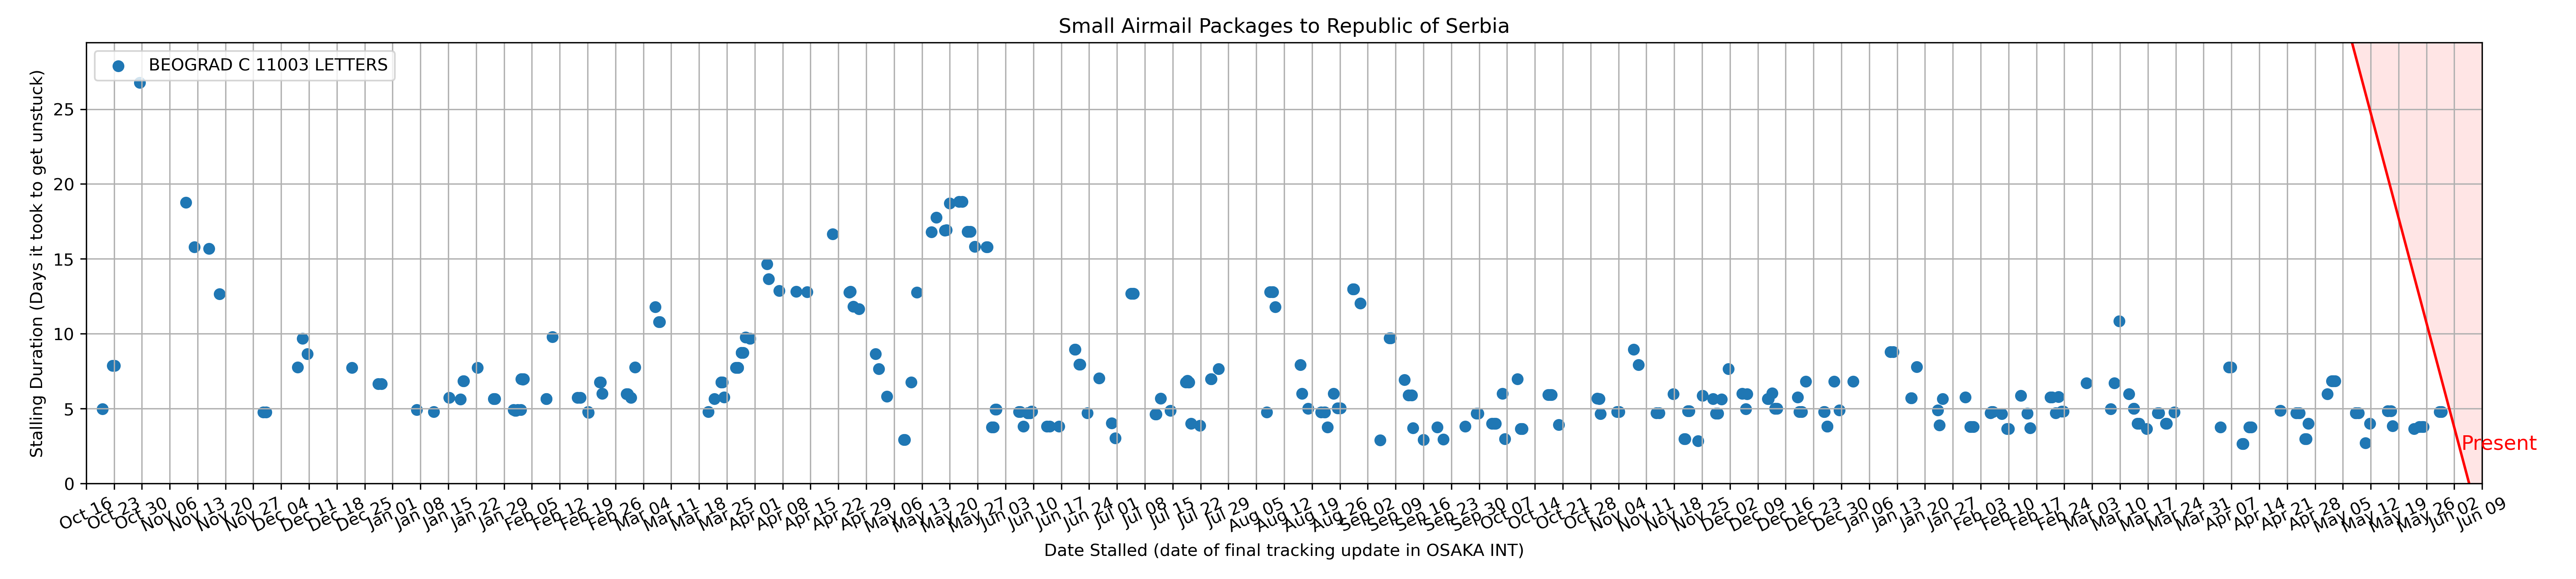 Small Airmail Packages to Republic of Serbia
BEOGRAD C 11003 LETTERS
Stalling Duration (Days it took to get unstuck)
25
20
15
10
5
0
Present
Oct 16
Oct 23
Oct 30
Nov 06
Nov 13
Nov 20
Nov 27
Dec 04
Dec 11
Dec 18
Dec 25
Jan 01
Jan 08
Jan 15
Jan 22
Jan 29
Feb 05
Feb 12
Feb 19
Feb 26
Mar 04
Mar 11
Mar 18
Mar 25
Apr 01
Apr 08
Apr 15
Apr 22
Apr 29
May 06
May 13
May 20
May 27
Jun 03
Jun 10
Jun 17
Jun 24
Jul 01
Jul 08
Jul 15
Jul 22
Jul 29
Aug 05
Aug 12
Aug 19
Aug 26
Sep 02
Sep 09
Sep 16
Sep 23
Sep 30
Oct 07
Oct 14
Oct 21
Oct 28
Nov 04
Nov 11
Nov 18
Nov 25
Dec 02
Dec 09
Dec 16
Dec 23
Dec 30
Jan 06
Jan 13
Jan 20
Jan 27
Feb 03
Feb 10
Feb 17
Feb 24
Mar 03
Mar 10
Mar 17
Mar 24
Mar 31
Apr 07
Apr 14
Apr 21
Apr 28
May 05
May 12
May 19
May 26
Jun 02
Jun 09
Date Stalled (date of final tracking update in OSAKA INT)